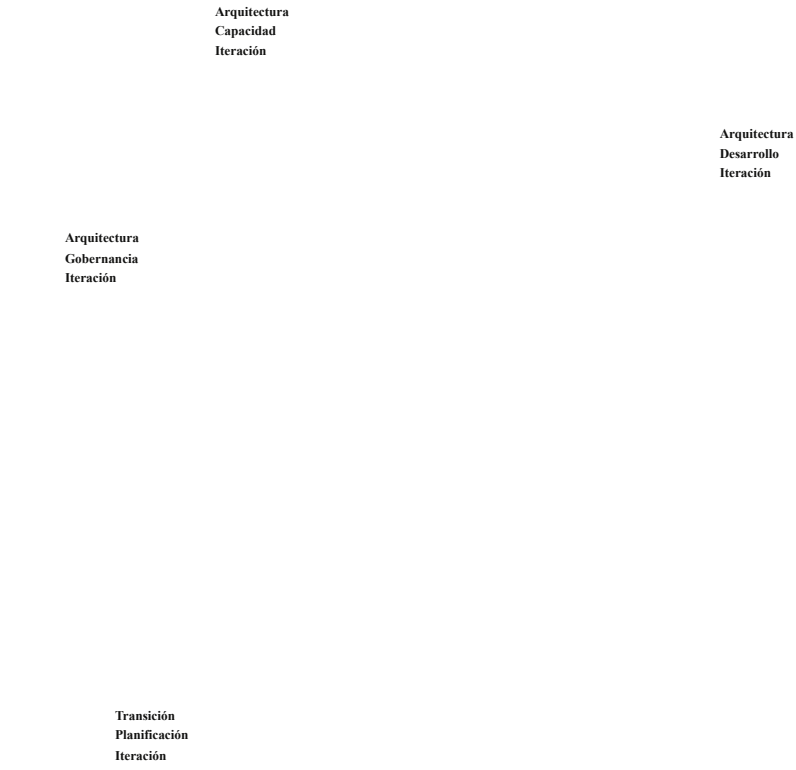 Arquitectura
Capacidad
Iteración
Arquitectura
Desarrollo
Iteración
Arquitectura
Gobernancia
Iteración
Transición
Planificación
Iteración